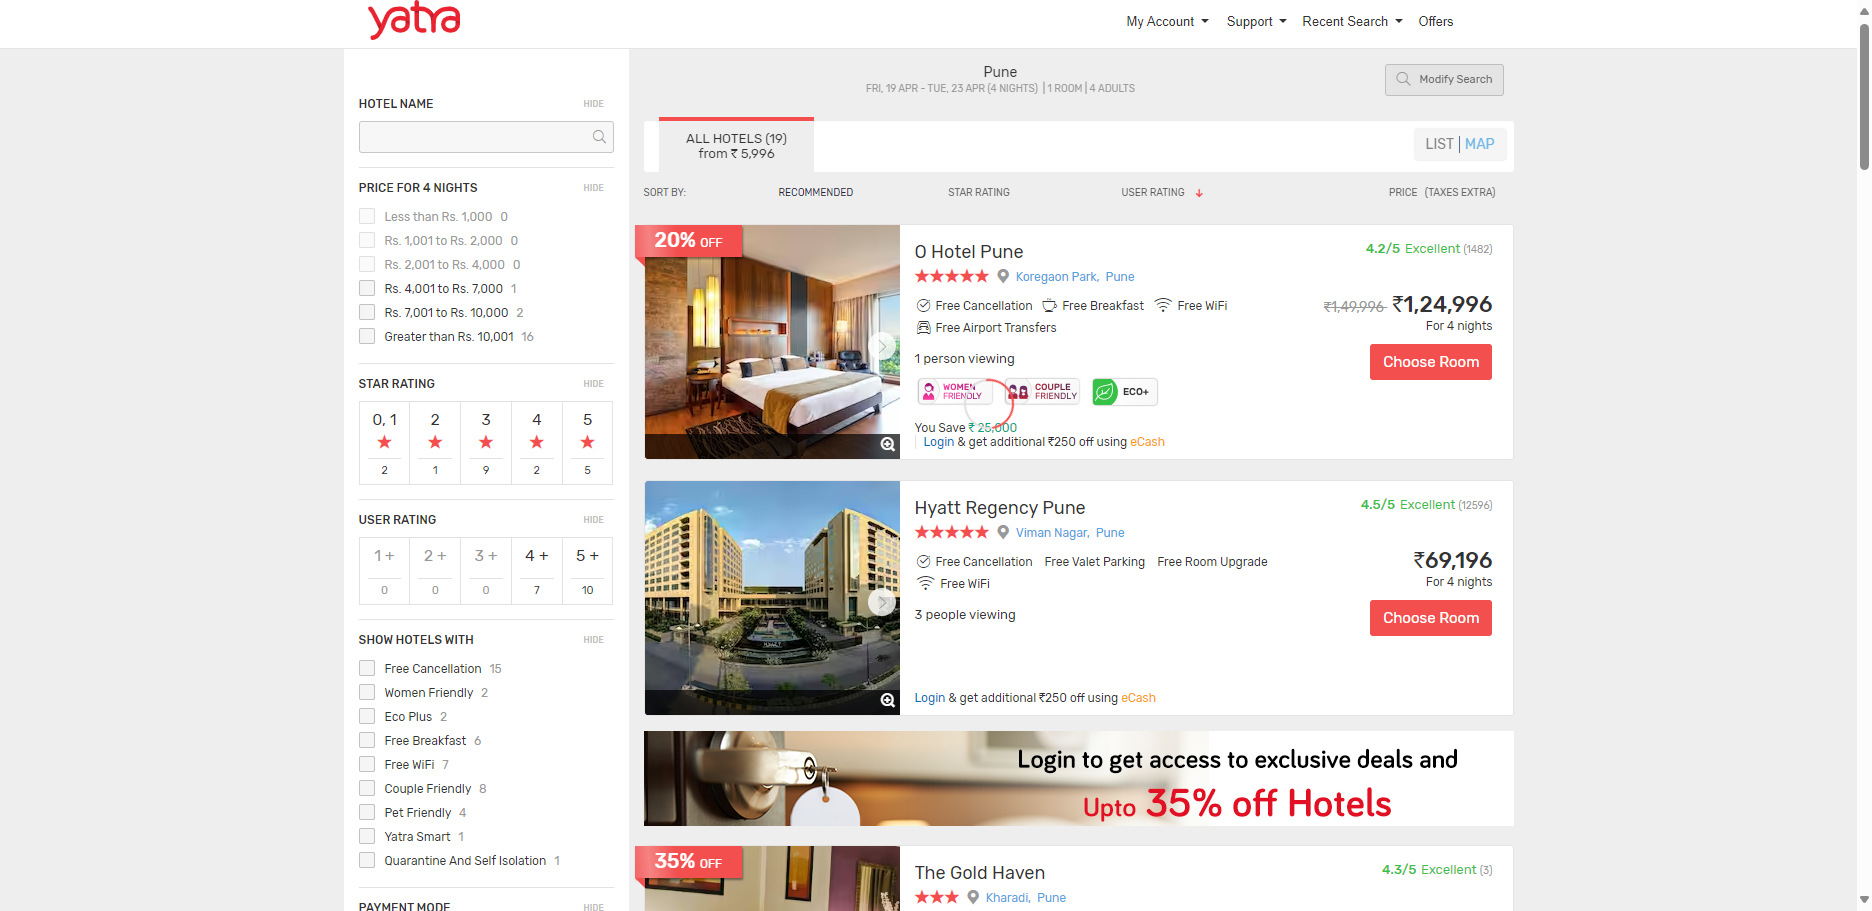 yatra
My Account
Support
Recent Search
Offers
HOTEL NAME
HIDE
PRICE FOR 4 NIGHTS
HIDE
Less than Rs. 1,000 0
Rs. 1,001 to Rs. 2,000 0
Rs. 2,001 to Rs. 4,000 0
Rs. 4,001 to Rs. 7,000 1
Rs. 7,001 to Rs. 10,000 2
Greater than Rs. 10,001 16
STAR RATING
HIDE
0, 1 2 3 4 5
2 1 9 2 5
USER RATING
HIDE
1 + 2 + 3 + 4 + 5 +
0 0 0 7 10
SHOW HOTELS WITH
HIDE
Free Cancellation 15
Women Friendly 2
Eco Plus 2
Free Breakfast 6
Free WiFi 7
Couple Friendly 8
Pet Friendly 4
Yatra Smart 1
Quarantine And Self Isolation 1
PAYMENT MODE
HIDE
Pune
FRI, 19 APR - TUE, 23 APR (4 NIGHTS) | 1 ROOM | 4 ADULTS
Modify Search
ALL HOTELS (19)
from ₹ 5,996
LIST | MAP
SORT BY:
RECOMMENDED
STAR RATING
USER RATING
PRICE (TAXES EXTRA)
20% OFF
O Hotel Pune
4.2/5 Excellent (1482)
Koregaon Park, Pune
Free Cancellation Free Breakfast Free WiFi
Free Airport Transfers
₹1,49,996 ₹1,24,996
For 4 nights
Choose Room
1 person viewing
WOMEN
FRIENDLY
COUPLE
FRIENDLY
ECO+
You Save ₹ 25,000
Login & get additional ₹250 off using eCash
Hyatt Regency Pune
4.5/5 Excellent (12596)
Viman Nagar, Pune
Free Cancellation Free Valet Parking Free Room Upgrade
Free WiFi
₹69,196
For 4 nights
Choose Room
3 people viewing
HYATT
Login & get additional ₹250 off using eCash
Login to get access to exclusive deals and
Upto 35% off Hotels
35% OFF
The Gold Haven
4.3/5 Excellent (3)
Kharadi, Pune